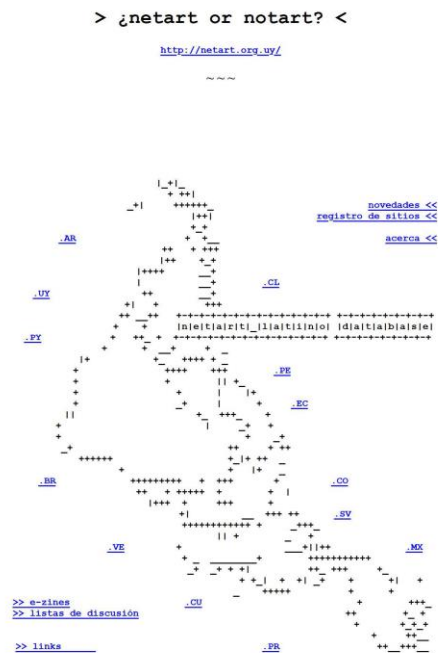 > ¿netart or notart? <
http://netart.org.uy/
~~~
novedades <<
registro de sitios <<
.AR
acerca <<
.CL
.UY
|n|e|t|a|r|t|_|l|a|t|i|n|o| |d|a|t|a|b|a|s|e|
.PY
.PE
.EC
.BR
.CO
.SV
.VE
.MX
>> e-zines
.CU
>> listas de discusión
>> links
.PR